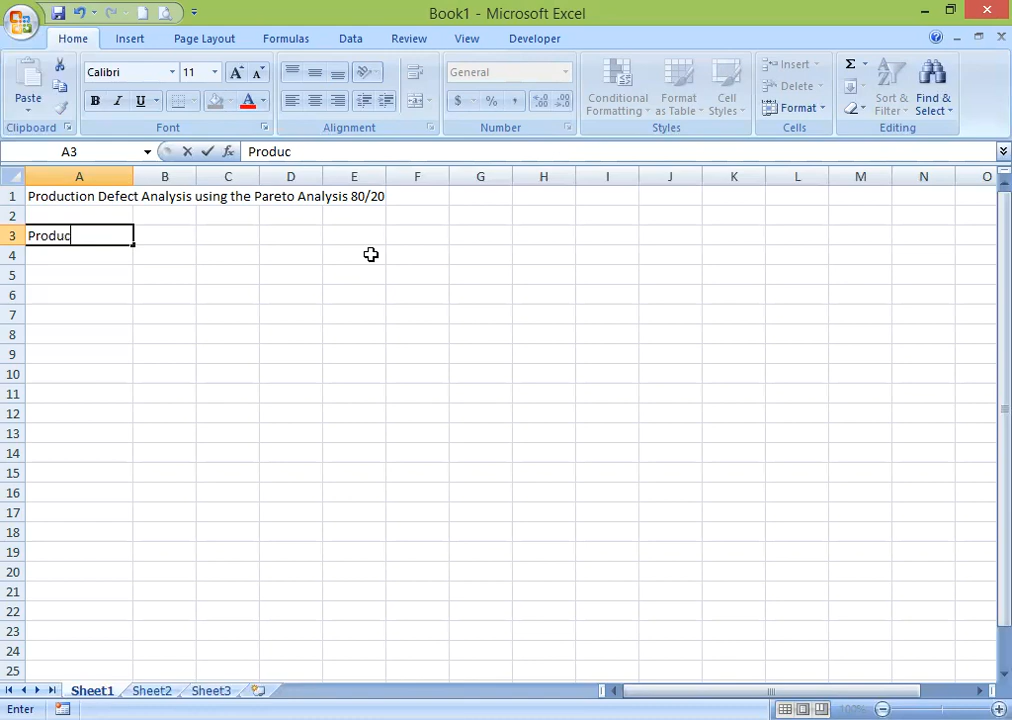 Book1 - Microsoft Excel
Home Insert Page Layout Formulas Data Review View Developer
Paste
Calibri 11 A A
B I U A
General
$ % , .00 .0
Conditional Formatting
Format as Table
Cell Styles
Insert
Delete
Format
Σ
Sort & Filter
Find & Select
Clipboard Font Alignment Number Styles Cells Editing
A3 fx Produc
A B C D E F G H I J K L M N O
1 Production Defect Analysis using the Pareto Analysis 80/20
2
3 Produc
4
5
6
7
8
9
10
11
12
13
14
15
16
17
18
19
20
21
22
23
24
25
Sheet1 Sheet2 Sheet3
Enter 100%